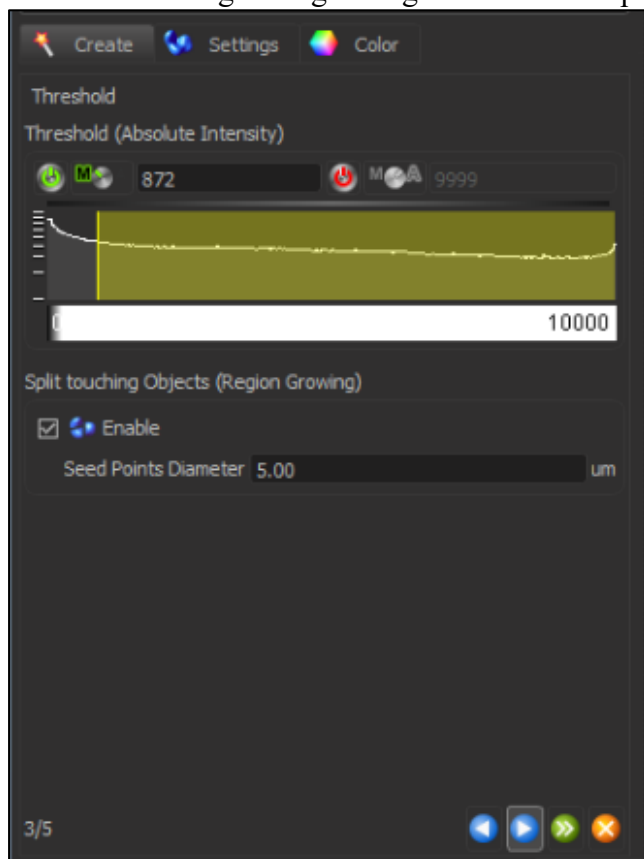 Create Settings Color
Threshold
Threshold (Absolute Intensity)
M 872 M A 9999
0 10000
Split touching Objects (Region Growing)
Enable
Seed Points Diameter 5.00 um
3/5